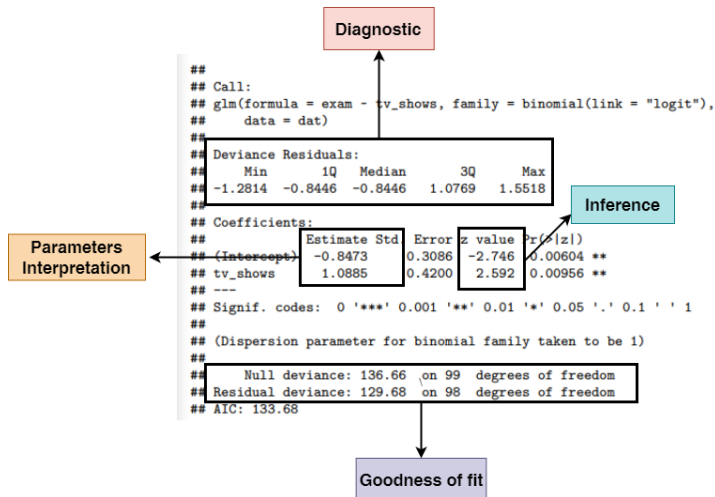 Diagnostic
##
## Call:
## glm(formula = exam ~ tv_shows, family = binomial(link = "logit"),
##     data = dat)
##
## Deviance Residuals:
##     Min       1Q   Median       3Q      Max
## -1.2814  -0.8446  -0.8446   1.0769   1.5518
##
Inference
## Coefficients:
##             Estimate Std. Error z value Pr(>|z|)
Parameters
Interpretation
## (Intercept)  -0.8473     0.3086  -2.746  0.00604 **
## tv_shows      1.0885     0.4200   2.592  0.00956 **
## ---
## Signif. codes:  0 '***' 0.001 '**' 0.01 '*' 0.05 '.' 0.1 ' ' 1
##
## (Dispersion parameter for binomial family taken to be 1)
##
##     Null deviance: 136.66  on 99  degrees of freedom
## Residual deviance: 129.68  on 98  degrees of freedom
## AIC: 133.68
Goodness of fit